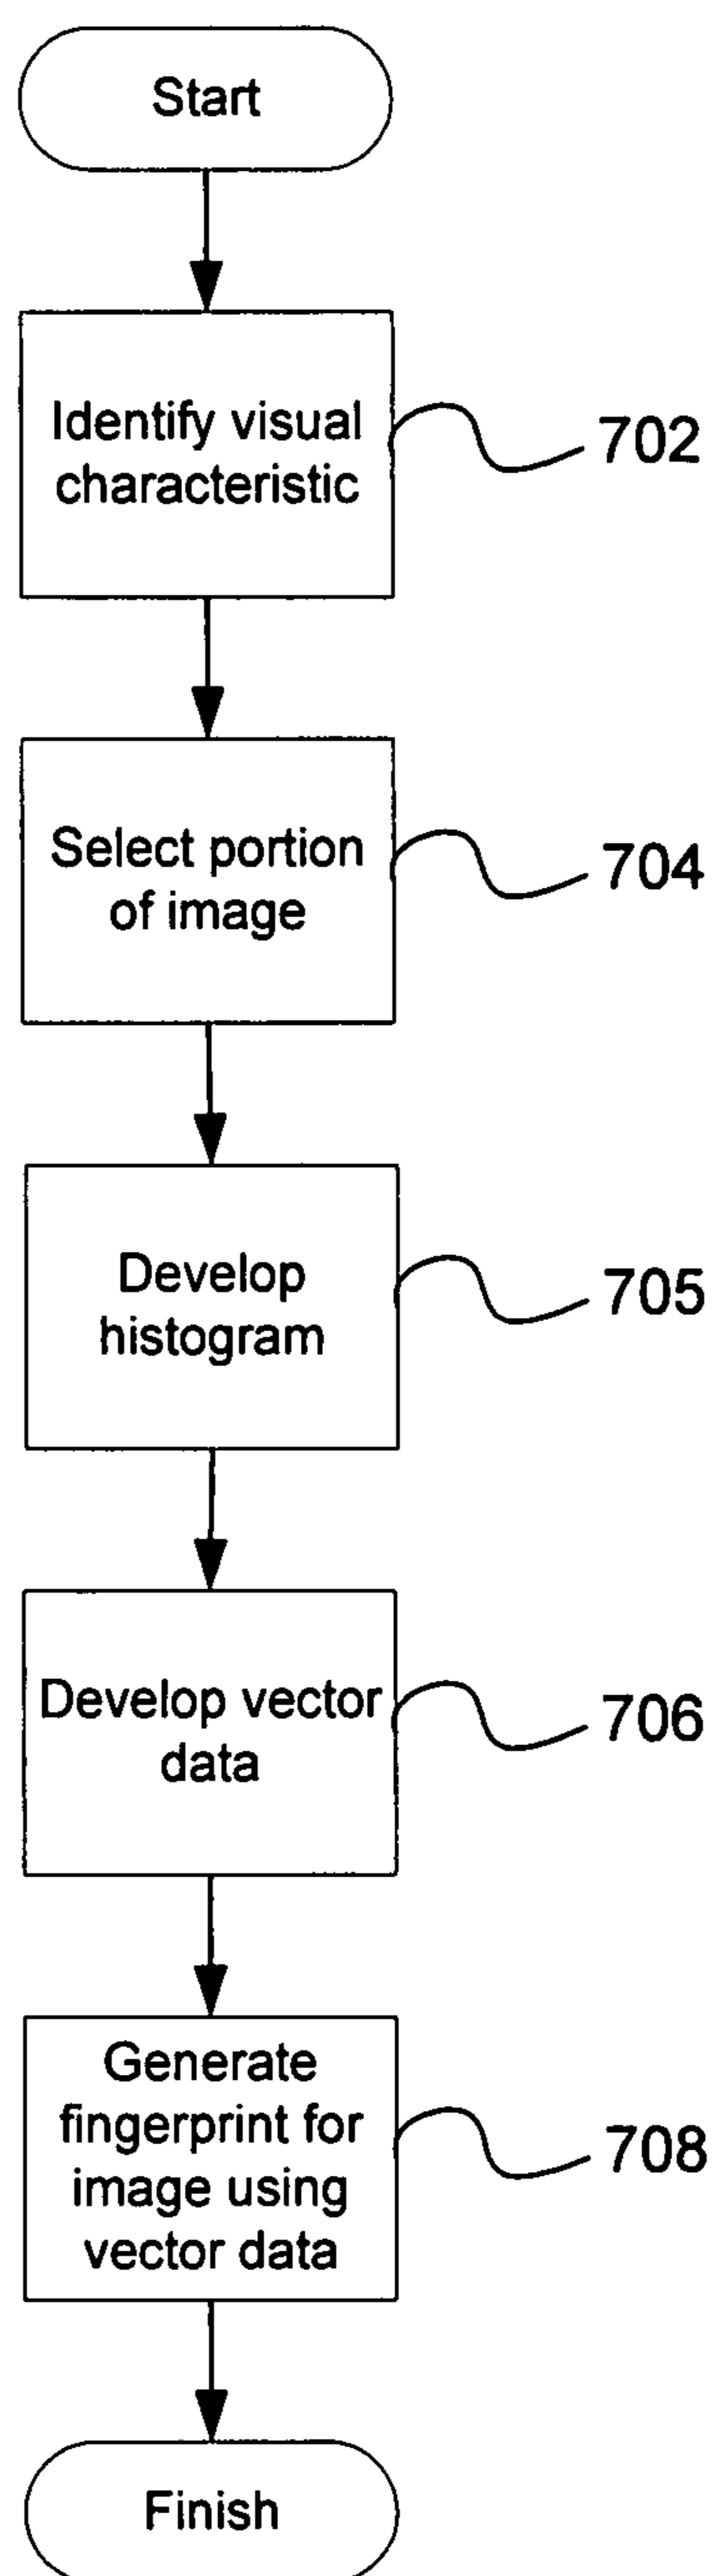 Start
Identify visual
characteristic
702
Select portion
of image
704
Develop
histogram
705
Develop vector
data
706
Generate
fingerprint for
image using
vector data
708
Finish